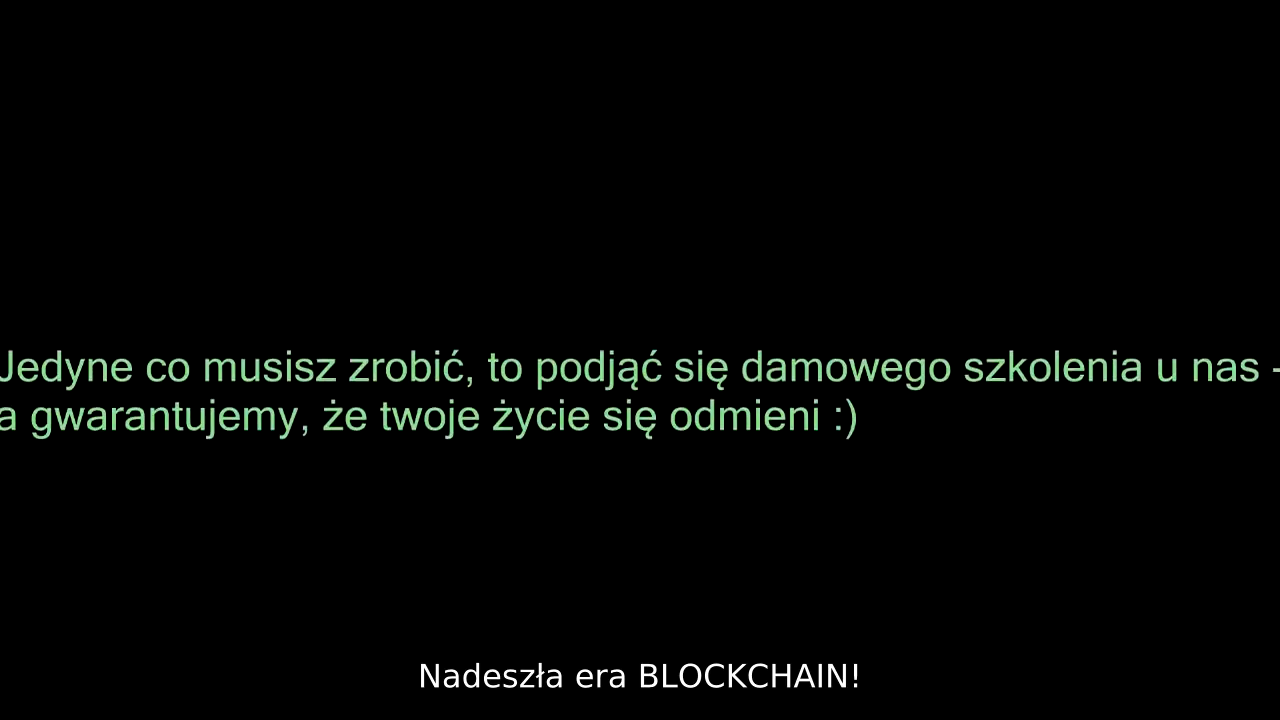 Jedyne co musisz zrobić, to podjąć się damowego szkolenia u nas -
a gwarantujemy, że twoje życie się odmieni :)
Nadeszła era BLOCKCHAIN!